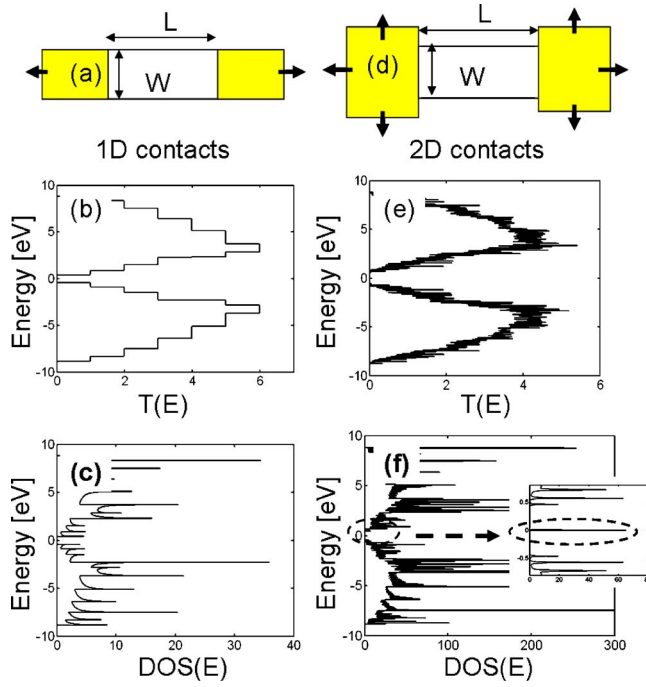 L
L
(a)
W
(d)
W
1D contacts
2D contacts
(b)
10
5
0
-5
-10
Energy [eV]
0 2 4 6
T(E)
(e)
10
5
0
-5
-10
Energy [eV]
0 2 4 6
T(E)
(c)
10
5
0
-5
-10
Energy [eV]
0 10 20 30 40
DOS(E)
(f)
10
5
0
-5
-10
Energy [eV]
0 100 200 300
DOS(E)
0.5
0
-0.5
0 20 40 60 80